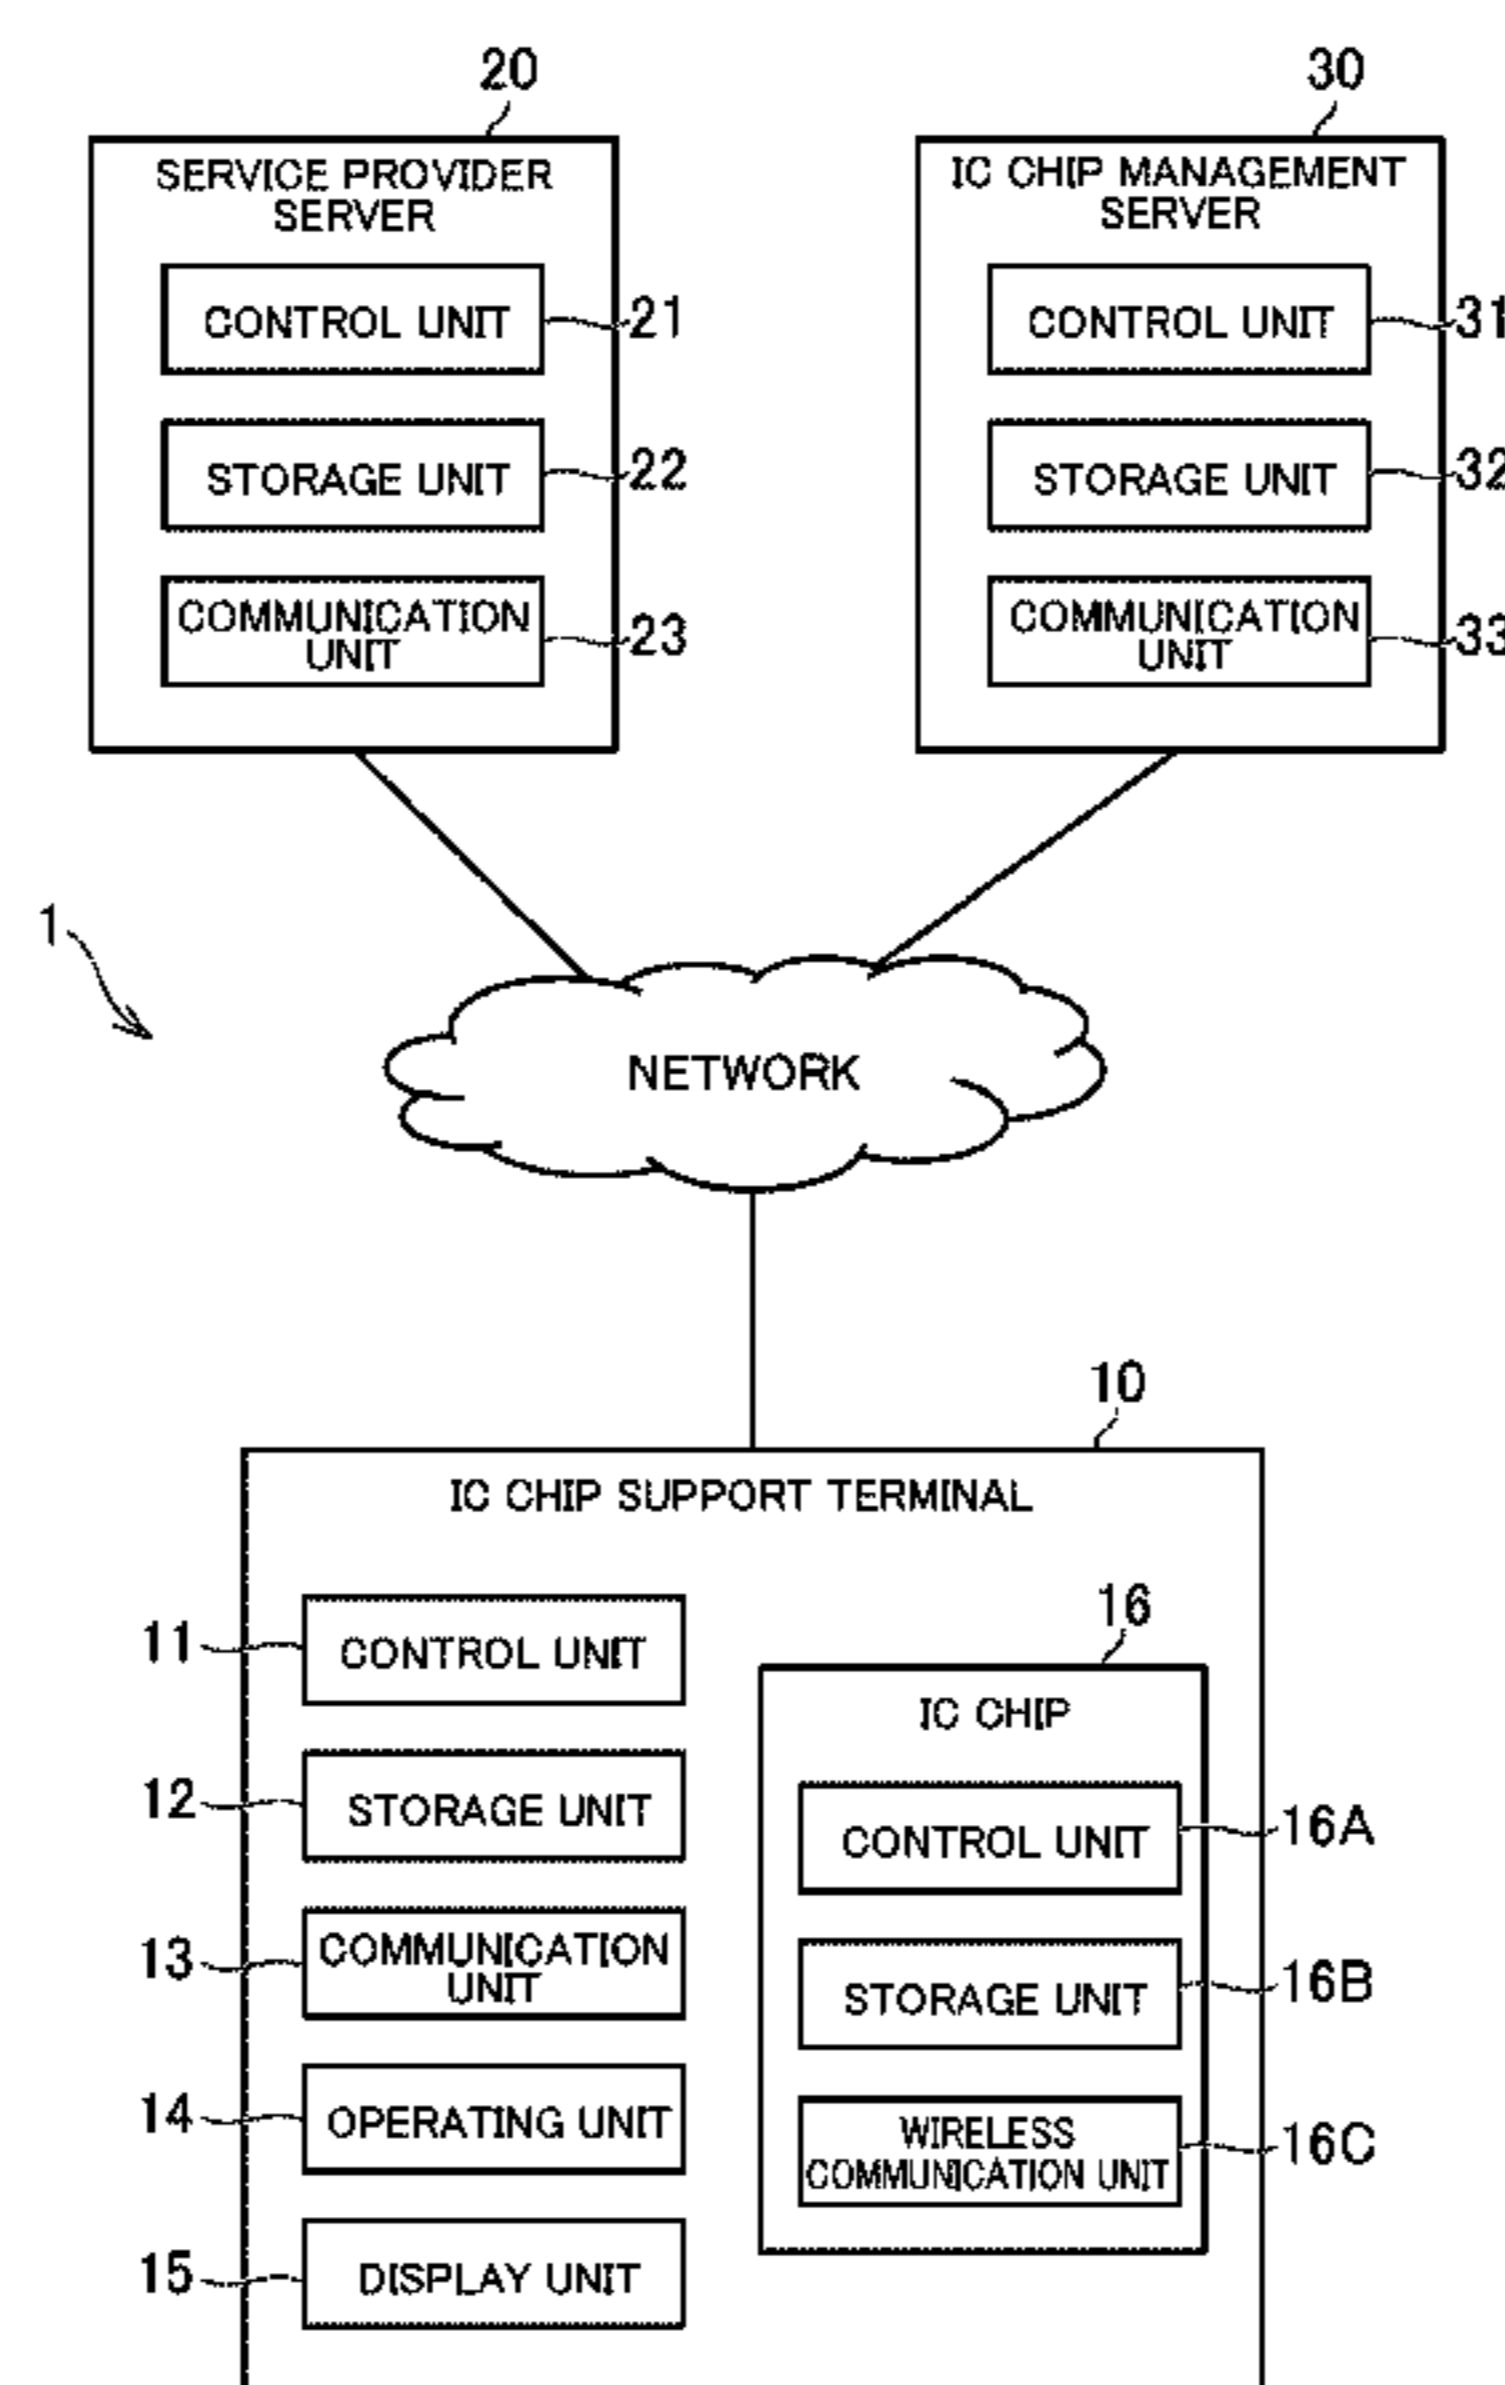 20
SERVICE PROVIDER
SERVER
CONTROL UNIT
21
STORAGE UNIT
22
COMMUNICATION
UNIT
23
30
IC CHIP MANAGEMENT
SERVER
CONTROL UNIT
31
STORAGE UNIT
32
COMMUNICATION
UNIT
33
1
NETWORK
10
IC CHIP SUPPORT TERMINAL
11
CONTROL UNIT
12
STORAGE UNIT
13
COMMUNICATION
UNIT
14
OPERATING UNIT
15
DISPLAY UNIT
16
IC CHIP
CONTROL UNIT
16A
STORAGE UNIT
16B
WIRELESS
COMMUNICATION UNIT
16C